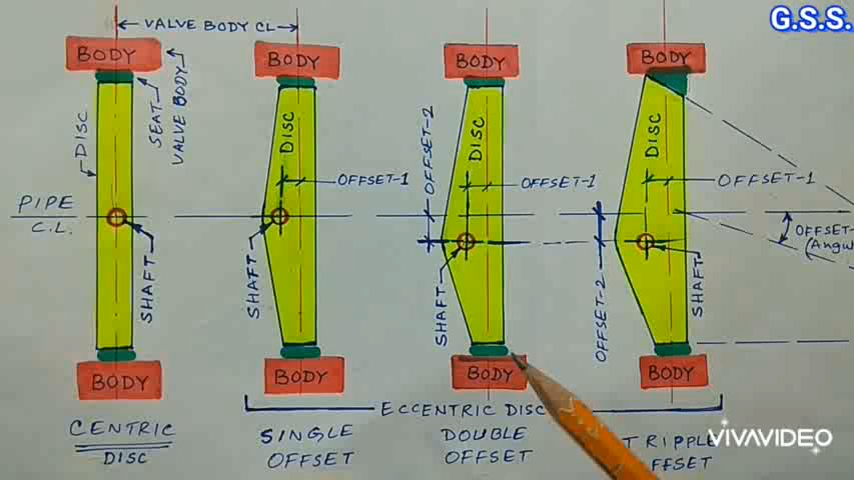 G.S.S.
VALVE BODY CL
BODY
BODY
BODY
BODY
SEAT
VALVE BODY
DISC
DISC
DISC
DISC
OFFSET-1
OFFSET-2
OFFSET-1
OFFSET-1
PIPE
C.L.
OFFSET-
(Angu
SHAFT
SHAFT
SHAFT
SHAFT
OFFSET-2
BODY
BODY
BODY
BODY
ECCENTRIC DISC
CENTRIC
DISC
SINGLE
OFFSET
DOUBLE
OFFSET
TRIPPLE
FFSET
VIVAVIDEO